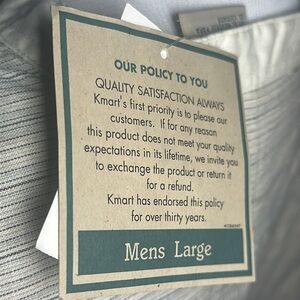 OUR POLICY TO YOU
QUALITY SATISFACTION ALWAYS
Kmart's first priority is to please our
customers. If for any reason
this product does not meet your quality
expectations in its lifetime, we invite you
to exchange the product or return it
for a refund.
Kmart has endorsed this policy
for over thirty years.
Mens Large